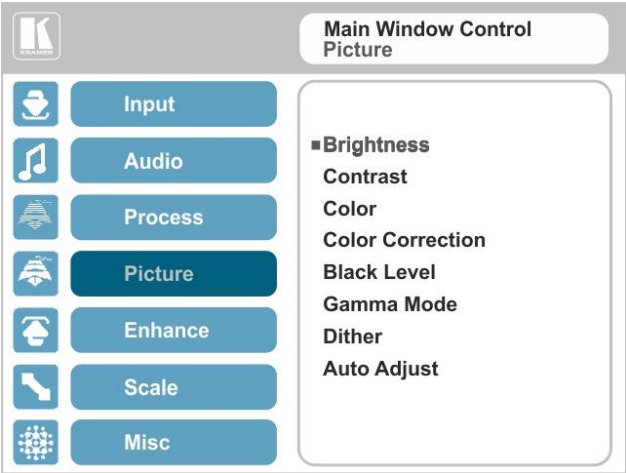 KRAMER
Main Window Control
Picture
Input
Audio
Process
Picture
Enhance
Scale
Misc
Brightness
Contrast
Color
Color Correction
Black Level
Gamma Mode
Dither
Auto Adjust